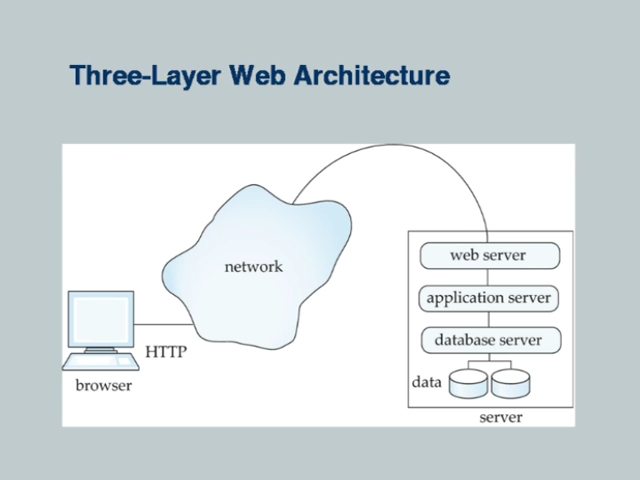 Three-Layer Web Architecture
network
web server
application server
database server
HTTP
data
browser
server